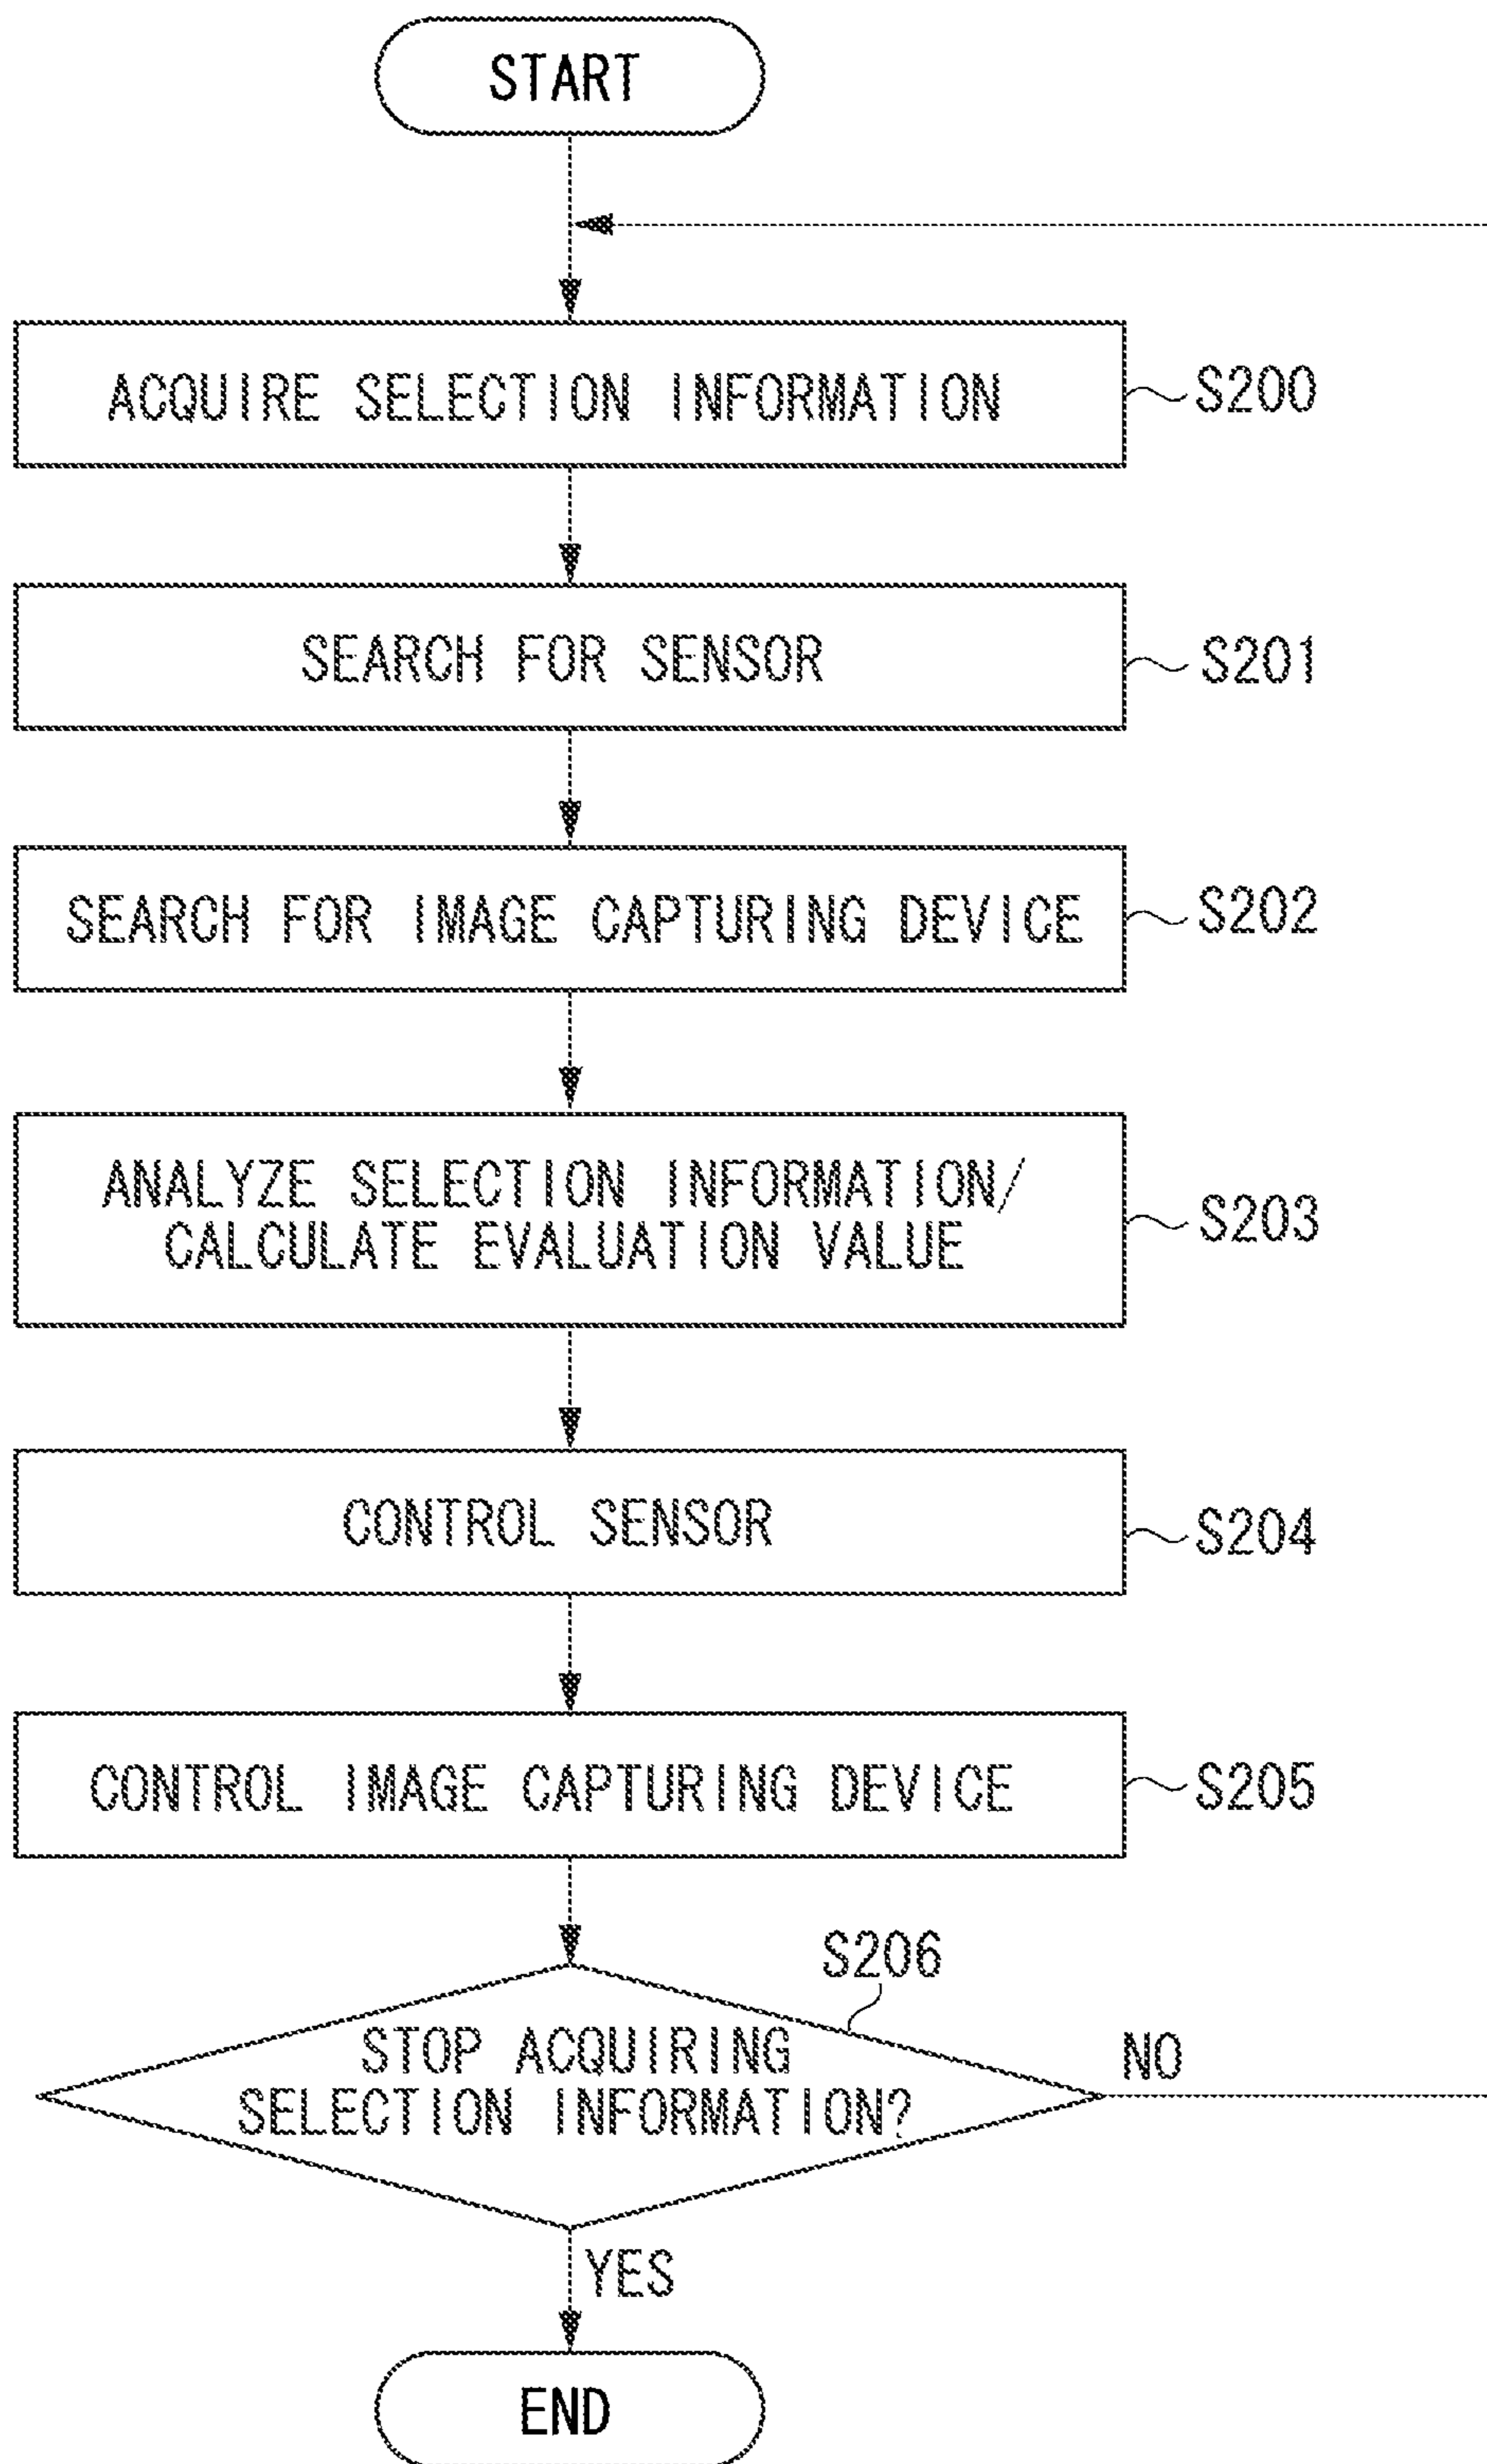 START
ACQUIRE SELECTION INFORMATION
S200
SEARCH FOR SENSOR
S201
SEARCH FOR IMAGE CAPTURING DEVICE
S202
ANALYZE SELECTION INFORMATION/
CALCULATE EVALUATION VALUE
S203
CONTROL SENSOR
S204
CONTROL IMAGE CAPTURING DEVICE
S205
S206
STOP ACQUIRING
SELECTION INFORMATION?
NO
YES
END